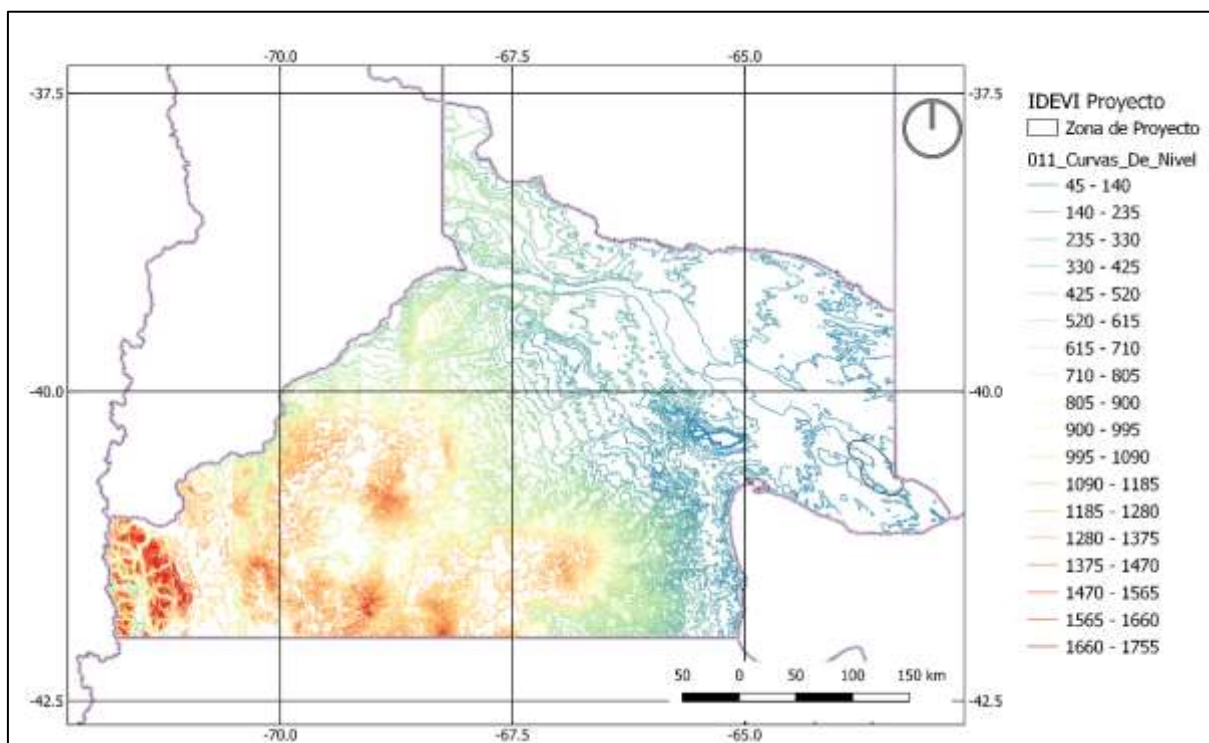 -70.0 -67.5 -65.0
-37.5 -37.5
IDEVI Proyecto
Zona de Proyecto
011_Curvas_De_Nivel
45 - 140
140 - 235
235 - 330
330 - 425
425 - 520
520 - 615
615 - 710
710 - 805
805 - 900
900 - 995
995 - 1090
1090 - 1185
1185 - 1280
1280 - 1375
1375 - 1470
1470 - 1565
1565 - 1660
1660 - 1755
-40.0 -40.0
50 0 50 100 150 km
-42.5 -42.5
-70.0 -67.5 -65.0